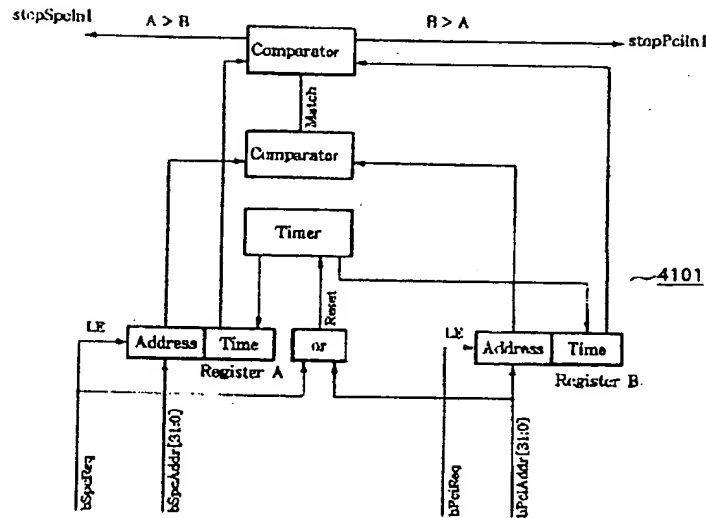 stopSpcIn1
A > B
B > A
stopPciIn1
Comparator
Match
Comparator
Timer
4101
Reset
LE
Address
Time
or
LE
Address
Time
Register A
Register B
bSpcReq
bSpcAddr[31:0]
bPciReq
bPciAddr[31:0]